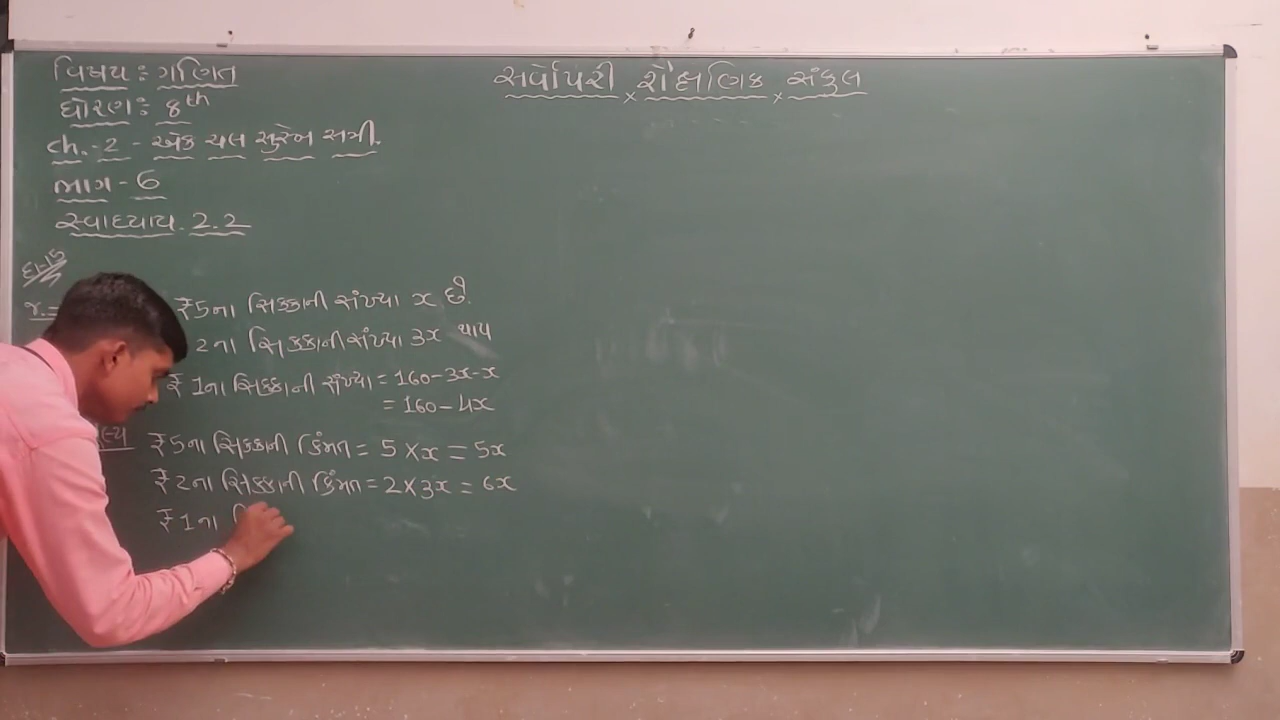 વિષય : ગણિત
સર્વોપરી શૈક્ષણિક સંકુલ
ધોરણ : 8th
ch.-2 - એક ચલ સુરેખ સમી.
ભાગ - 6
સ્વાધ્યાય. 2.2
દા-15
જ.=
₹5ના સિક્કાની સંખ્યા x છે.
2ના સિક્કાની સંખ્યા 3x થાય
₹1ના સિક્કાની સંખ્યા = 160-3x-x
= 160-4x
₹5ના સિક્કાની કિંમત = 5 × x = 5x
₹2ના સિક્કાની કિંમત = 2×3x = 6x
₹1ના